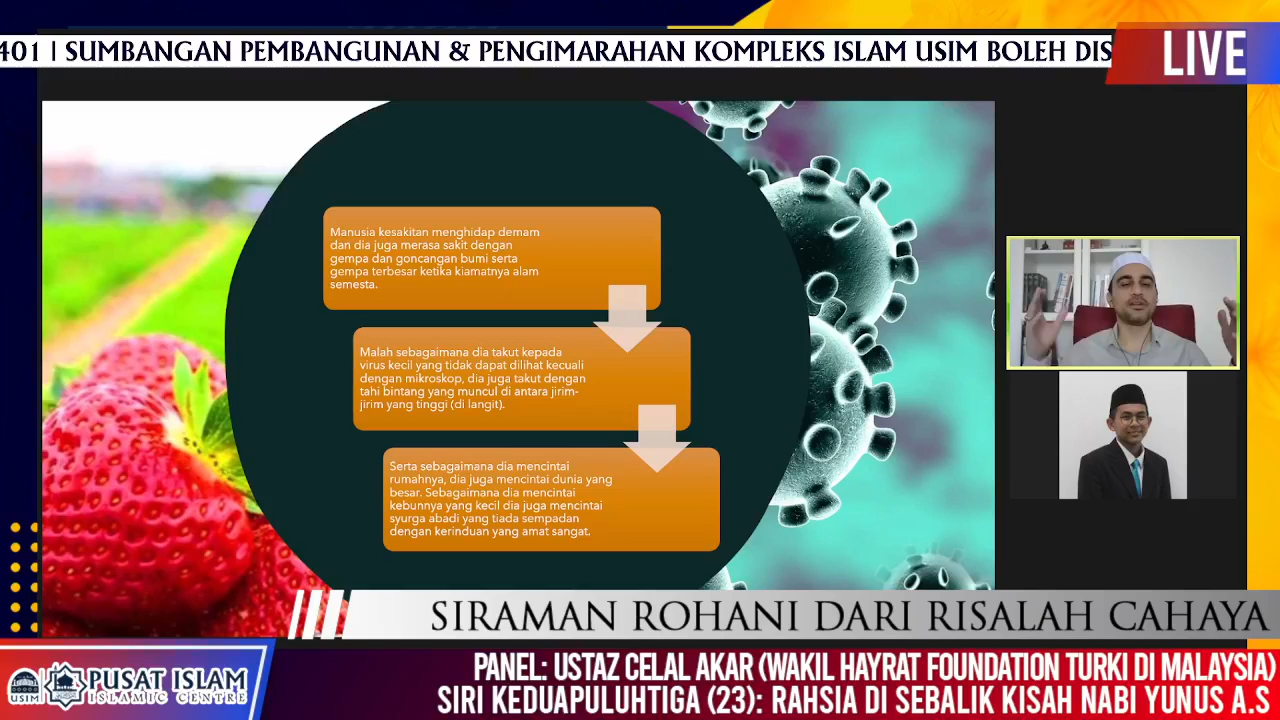 401 | SUMBANGAN PEMBANGUNAN & PENGIMARAHAN KOMPLEKS ISLAM USIM BOLEH DIS
LIVE
Manusia kesakitan menghidap demam
dan dia juga merasa sakit dengan
gempa dan goncangan bumi serta
gempa terbesar ketika kiamatnya alam
semesta.
Malah sebagaimana dia takut kepada
virus kecil yang tidak dapat dilihat kecuali
dengan mikroskop, dia juga takut dengan
tahi bintang yang muncul di antara jirim-
jirim yang tinggi (di langit).
Serta sebagaimana dia mencintai
rumahnya, dia juga mencintai dunia yang
besar. Sebagaimana dia mencintai
kebunnya yang kecil dia juga mencintai
syurga abadi yang tiada sempadan
dengan kerinduan yang amat sangat.
SIRAMAN ROHANI DARI RISALAH CAHAYA
USIM
PUSAT ISLAM
ISLAMIC CENTRE
PANEL: USTAZ CELAL AKAR (WAKIL HAYRAT FOUNDATION TURKI DI MALAYSIA)
SIRI KEDUAPULUHTIGA (23): RAHSIA DI SEBALIK KISAH NABI YUNUS A.S